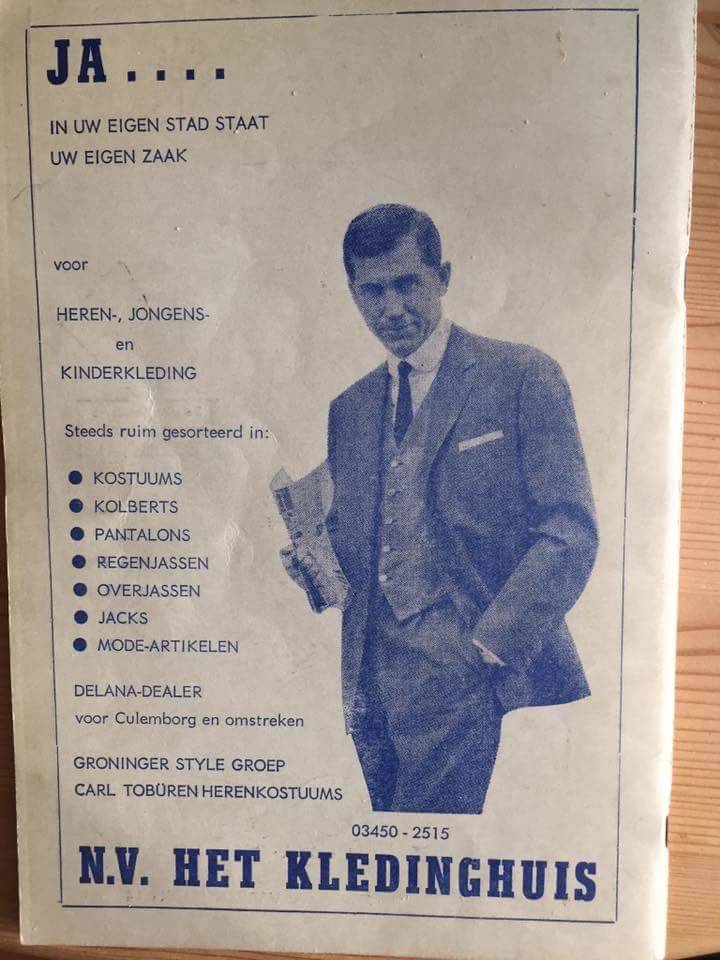 JA....
IN UW EIGEN STAD STAAT
UW EIGEN ZAAK
voor
HEREN-, JONGENS-
en
KINDERKLEDING
Steeds ruim gesorteerd in:
● KOSTUUMS
● KOLBERTS
● PANTALONS
● REGENJASSEN
● OVERJASSEN
● JACKS
● MODE-ARTIKELEN
DELANA-DEALER
voor Culemborg en omstreken
GRONINGER STYLE GROEP
CARL TOBÜREN HERENKOSTUUMS
03450 - 2515
N.V. HET KLEDINGHUIS